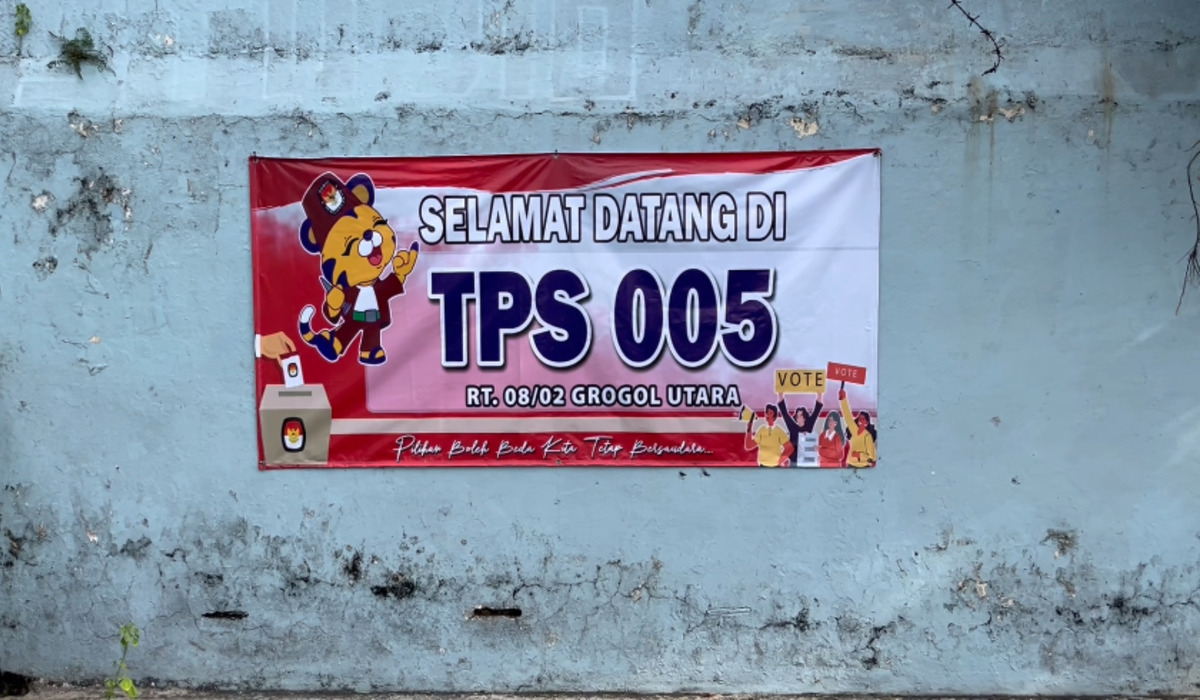 SELAMAT DATANG DI
TPS 005
RT. 08/02 GROGOL UTARA
VOTE
VOTE
Pilihan Boleh Beda Kita Tetap Bersaudara...